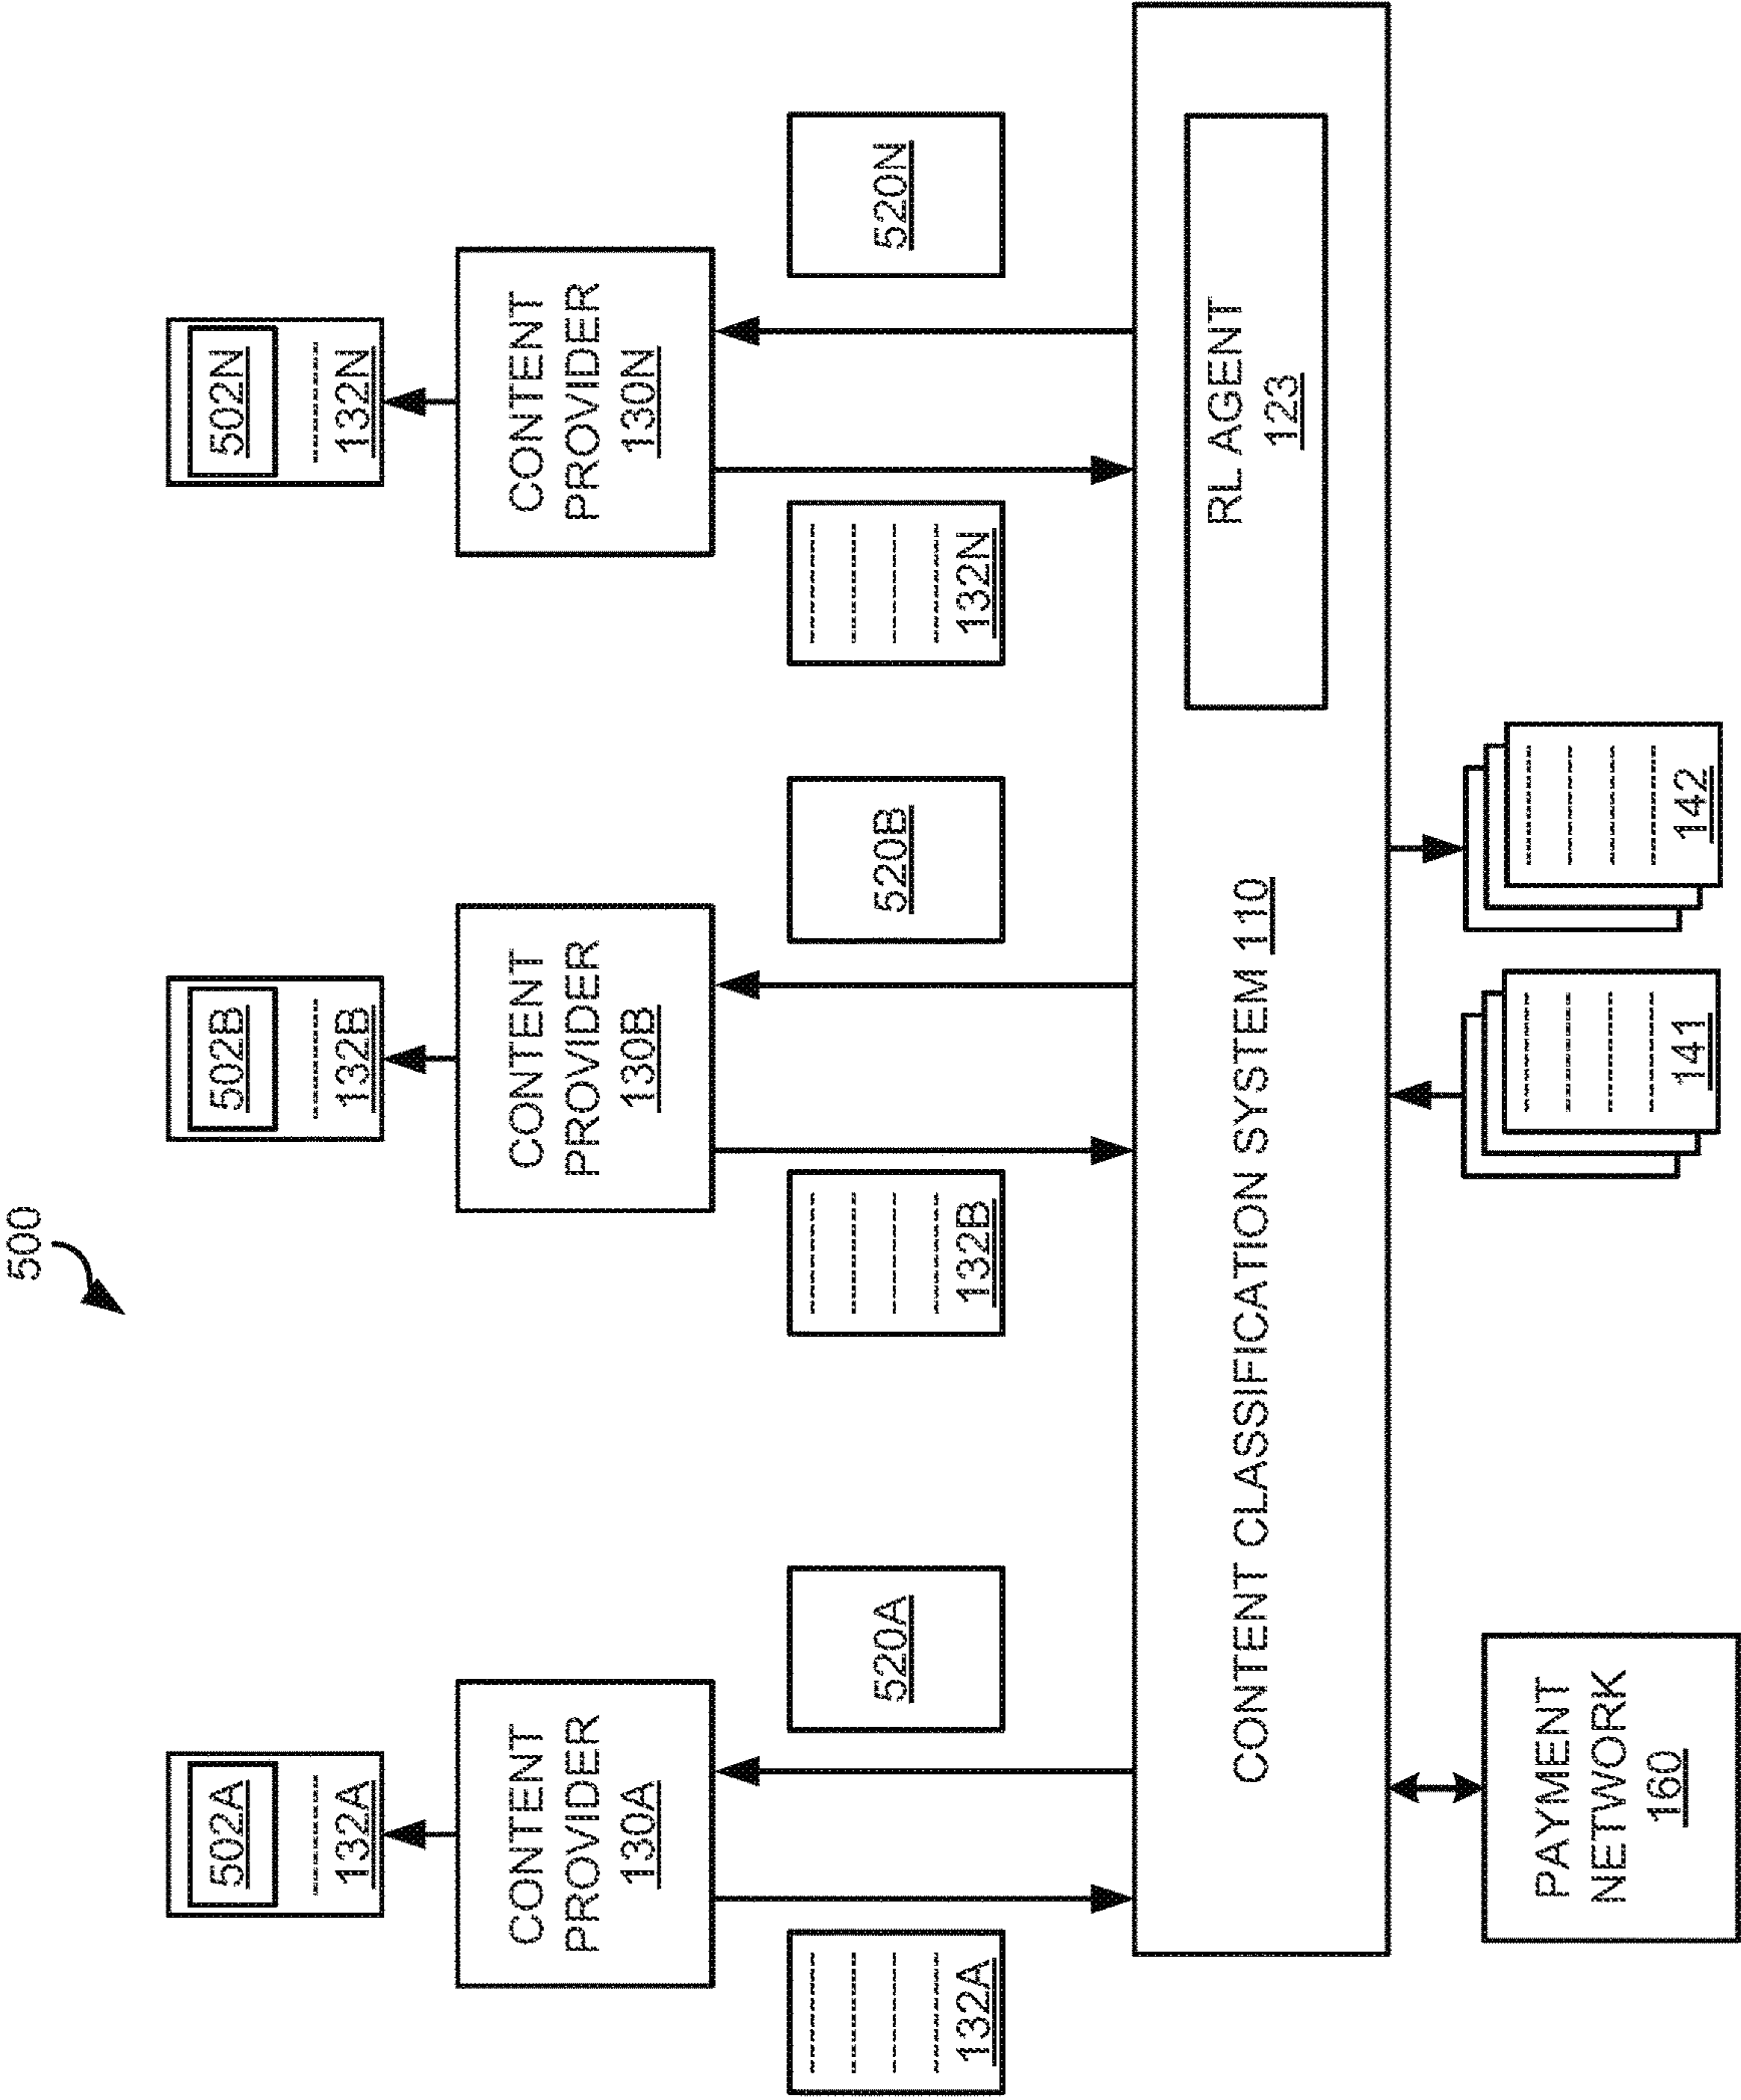 500
502A
132A
502B
132B
502N
132N
CONTENT
PROVIDER
130A
CONTENT
PROVIDER
130B
CONTENT
PROVIDER
130N
132A
520A
132B
520B
132N
520N
CONTENT CLASSIFICATION SYSTEM 110
RL AGENT
123
PAYMENT
NETWORK
160
141
142